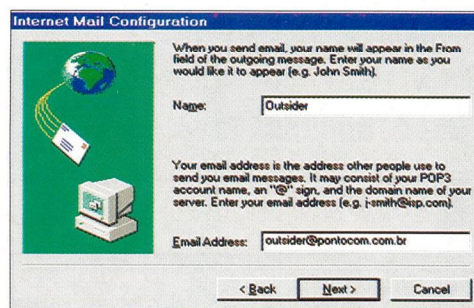 Internet Mail Configuration
When you send email, your name will appear in the From
field of the outgoing message. Enter your name as you
would like it to appear (e.g. John Smith).
Name: Outsider
Your email address is the address other people use to
send you email messages. It may consist of your POP3
account name, an "@" sign, and the domain name of your
server. Enter your email address (e.g. j-smith@isp.com).
Email Address: outsider@pontocom.com.br
< Back Next > Cancel